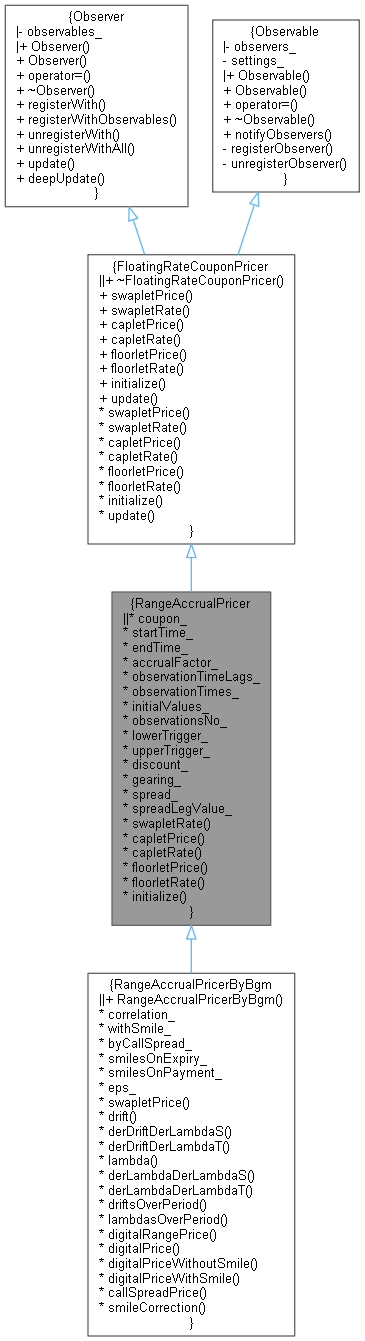 {Observer
|- observables_
|+ Observer()
+ Observer()
+ operator=()
+ ~Observer()
+ registerWith()
+ registerWithObservables()
+ unregisterWith()
+ unregisterWithAll()
+ update()
+ deepUpdate()
}
{Observable
|- observers_
- settings_
|+ Observable()
+ Observable()
+ operator=()
+ ~Observable()
+ notifyObservers()
- registerObserver()
- unregisterObserver()
}
{FloatingRateCouponPricer
||+ ~FloatingRateCouponPricer()
+ swapletPrice()
+ swapletRate()
+ capletPrice()
+ capletRate()
+ floorletPrice()
+ floorletRate()
+ initialize()
+ update()
* swapletPrice()
* swapletRate()
* capletPrice()
* capletRate()
* floorletPrice()
* floorletRate()
* initialize()
* update()
}
{RangeAccrualPricer
||* coupon_
* startTime_
* endTime_
* accrualFactor_
* observationTimeLags_
* observationTimes_
* initialValues_
* observationsNo_
* lowerTrigger_
* upperTrigger_
* discount_
* gearing_
* spread_
* spreadLegValue_
* swapletRate()
* capletPrice()
* capletRate()
* floorletPrice()
* floorletRate()
* initialize()
}
{RangeAccrualPricerByBgm
||+ RangeAccrualPricerByBgm()
* correlation_
* withSmile_
* byCallSpread_
* smilesOnExpiry_
* smilesOnPayment_
* eps_
* swapletPrice()
* drift()
* derDriftDerLambdaS()
* derDriftDerLambdaT()
* lambda()
* derLambdaDerLambdaS()
* derLambdaDerLambdaT()
* driftsOverPeriod()
* lambdasOverPeriod()
* digitalRangePrice()
* digitalPrice()
* digitalPriceWithoutSmile()
* digitalPriceWithSmile()
* callSpreadPrice()
* smileCorrection()
}